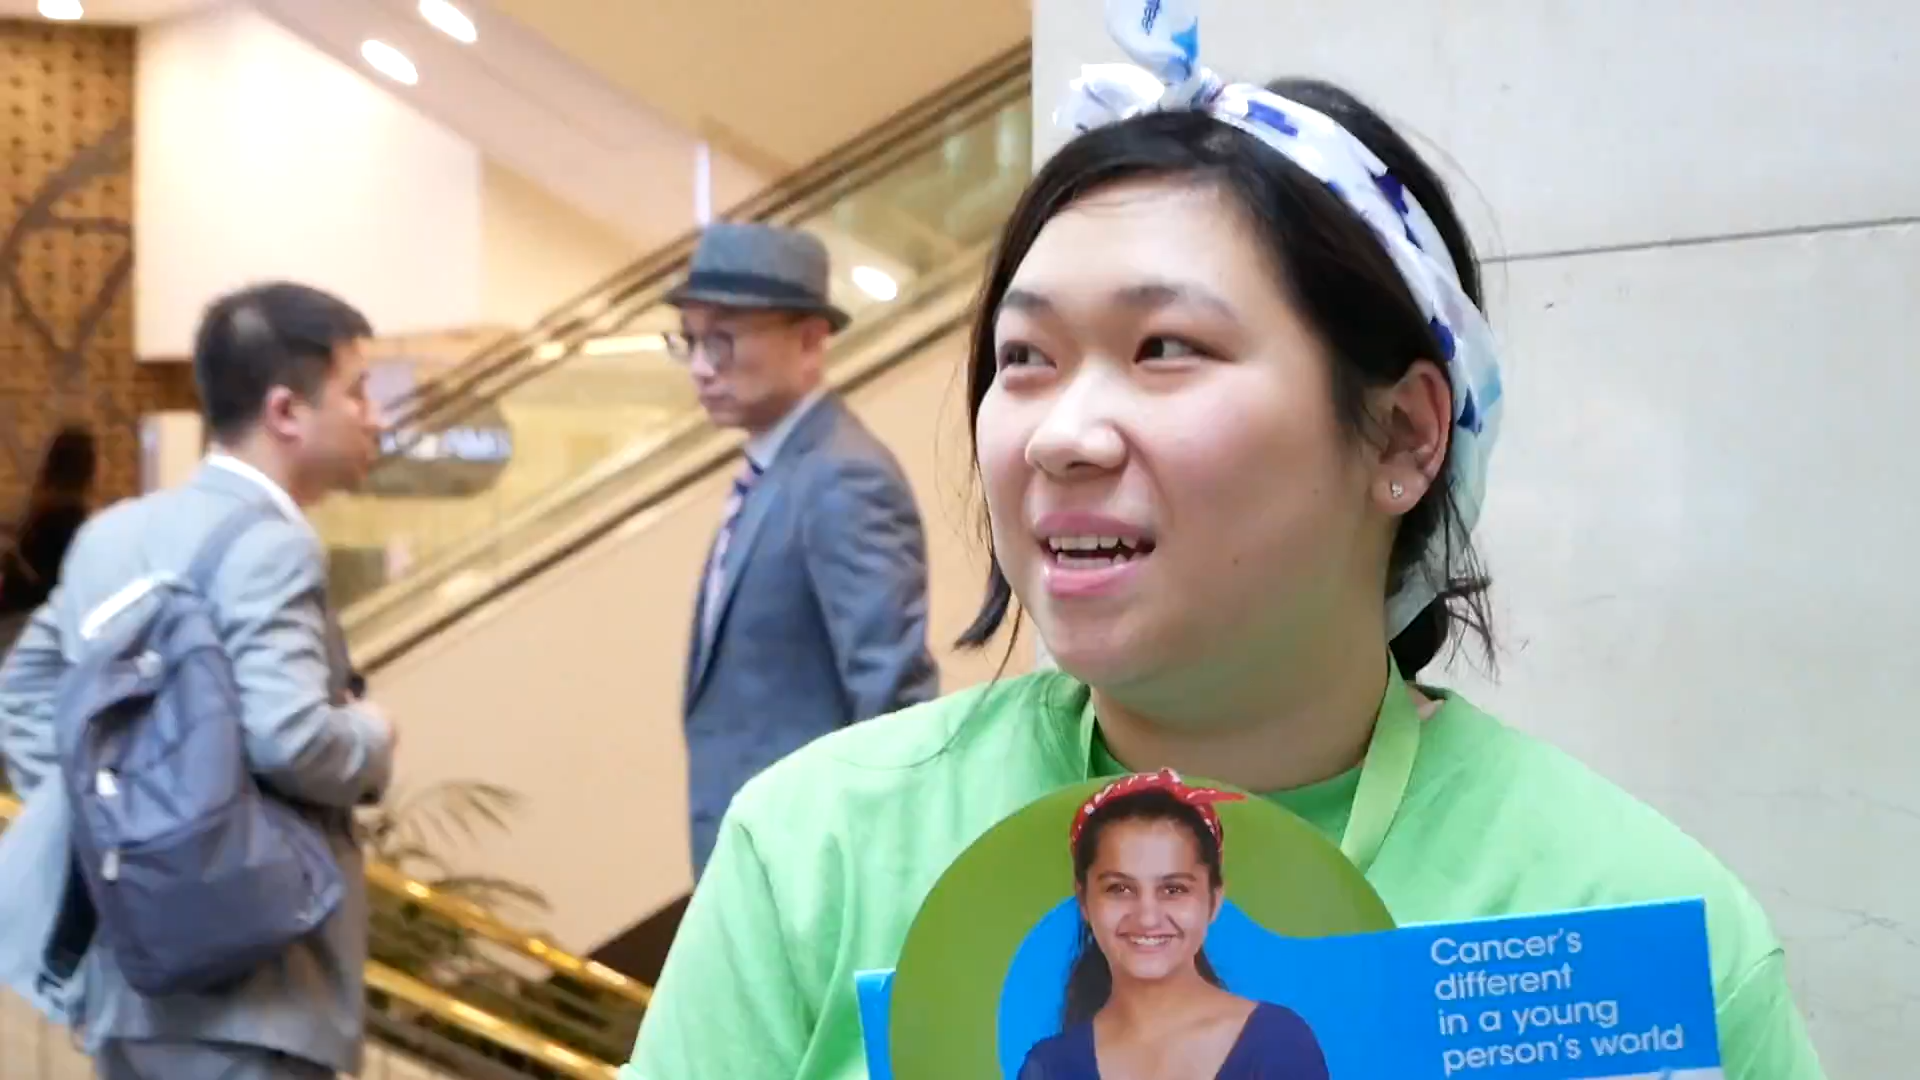 Cancer's
different
in a young
person's world